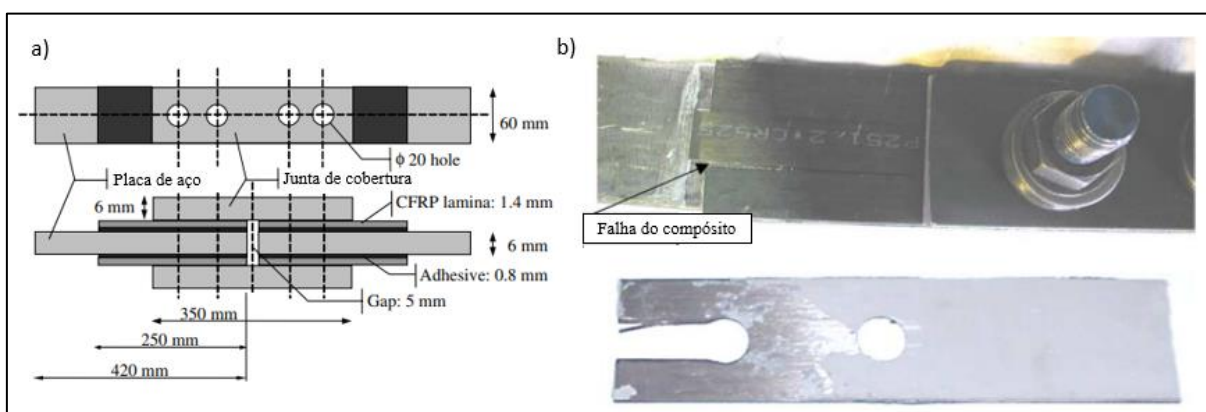 a)
60 mm
ϕ 20 hole
Placa de aço
Junta de cobertura
6 mm
CFRP lamina: 1.4 mm
6 mm
Adhesive: 0.8 mm
Gap: 5 mm
350 mm
250 mm
420 mm
b)
Falha do compósito